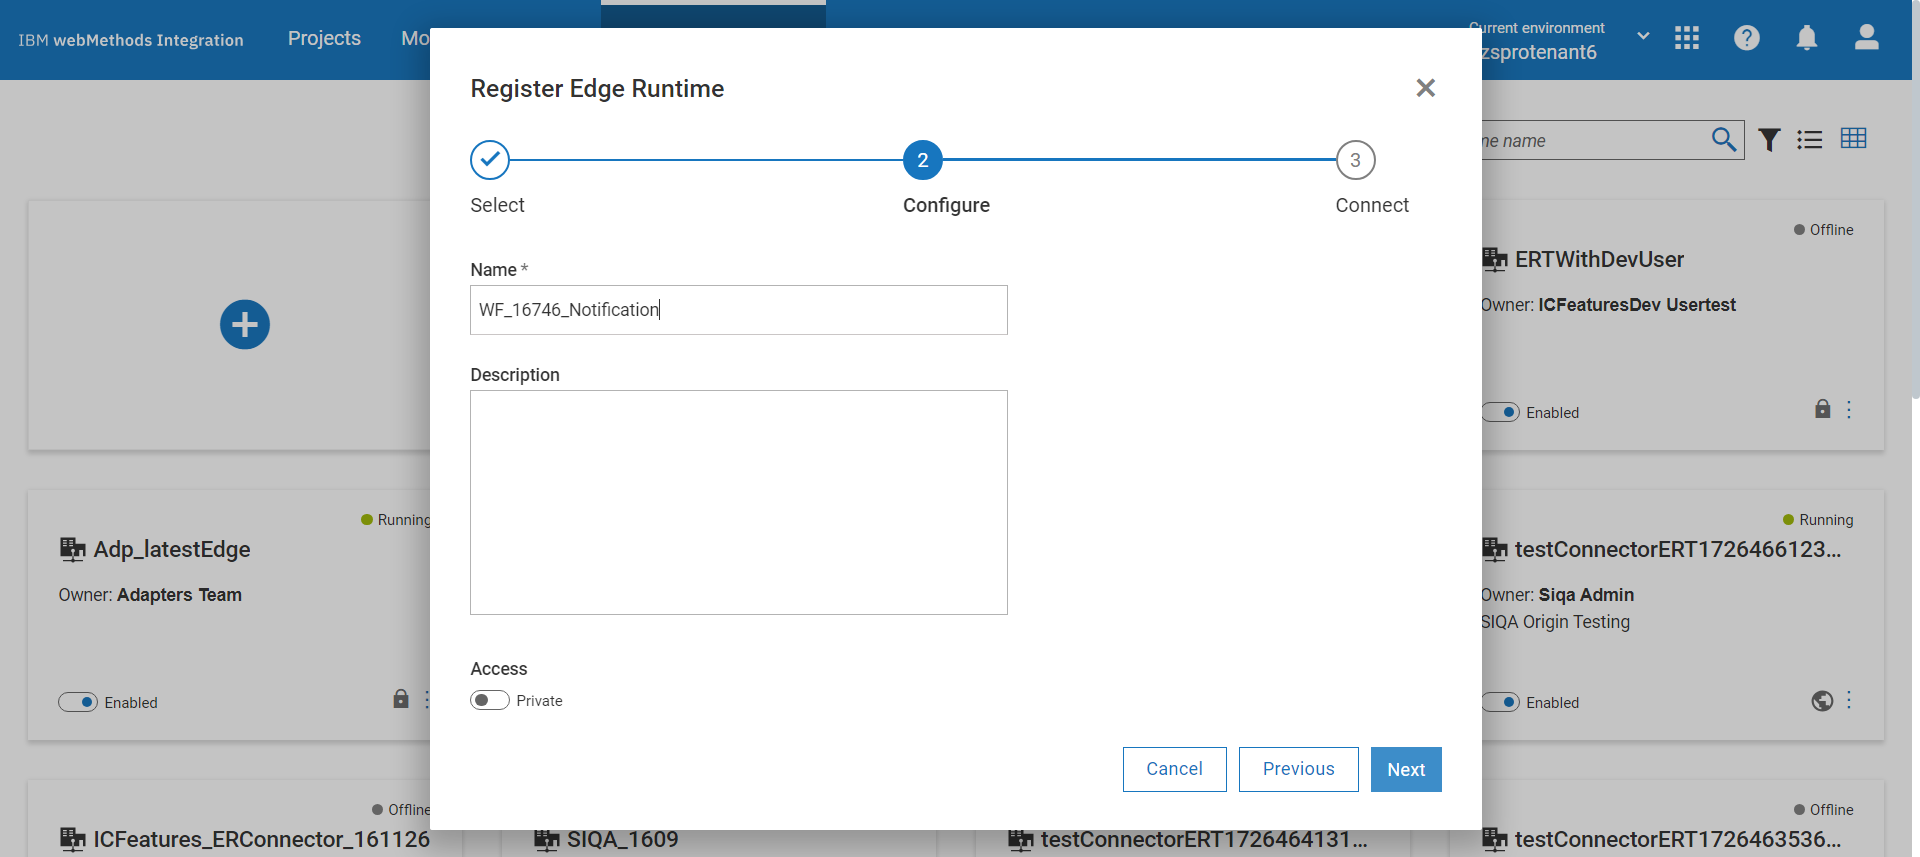 IBM webMethods Integration
Projects
Mo
Current environment
zsprotenant6
Register Edge Runtime
2
3
Select
Configure
Connect
me name
Name *
WF_16746_Notification
Description
Access
Private
Cancel
Previous
Next
Offline
ERTWithDevUser
Owner: ICFeaturesDev Usertest
Enabled
Running
Adp_latestEdge
Owner: Adapters Team
Enabled
Running
testConnectorERT1726466123...
Owner: Siqa Admin
SIQA Origin Testing
Enabled
Offline
ICFeatures_ERConnector_161126
SIQA_1609
testConnectorERT1726464131...
Offline
testConnectorERT1726463536...